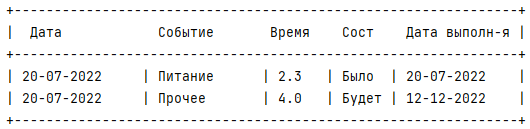 +---------------------------------------------------------------+
|  Дата            Событие       Время    Сост    Дата выполн-я |
+---------------------------------------------------------------+
| 20-07-2022     | Питание      | 2.3   | Было  | 20-07-2022    |
| 20-07-2022     | Прочее       | 4.0   | Будет | 12-12-2022    |
+---------------------------------------------------------------+